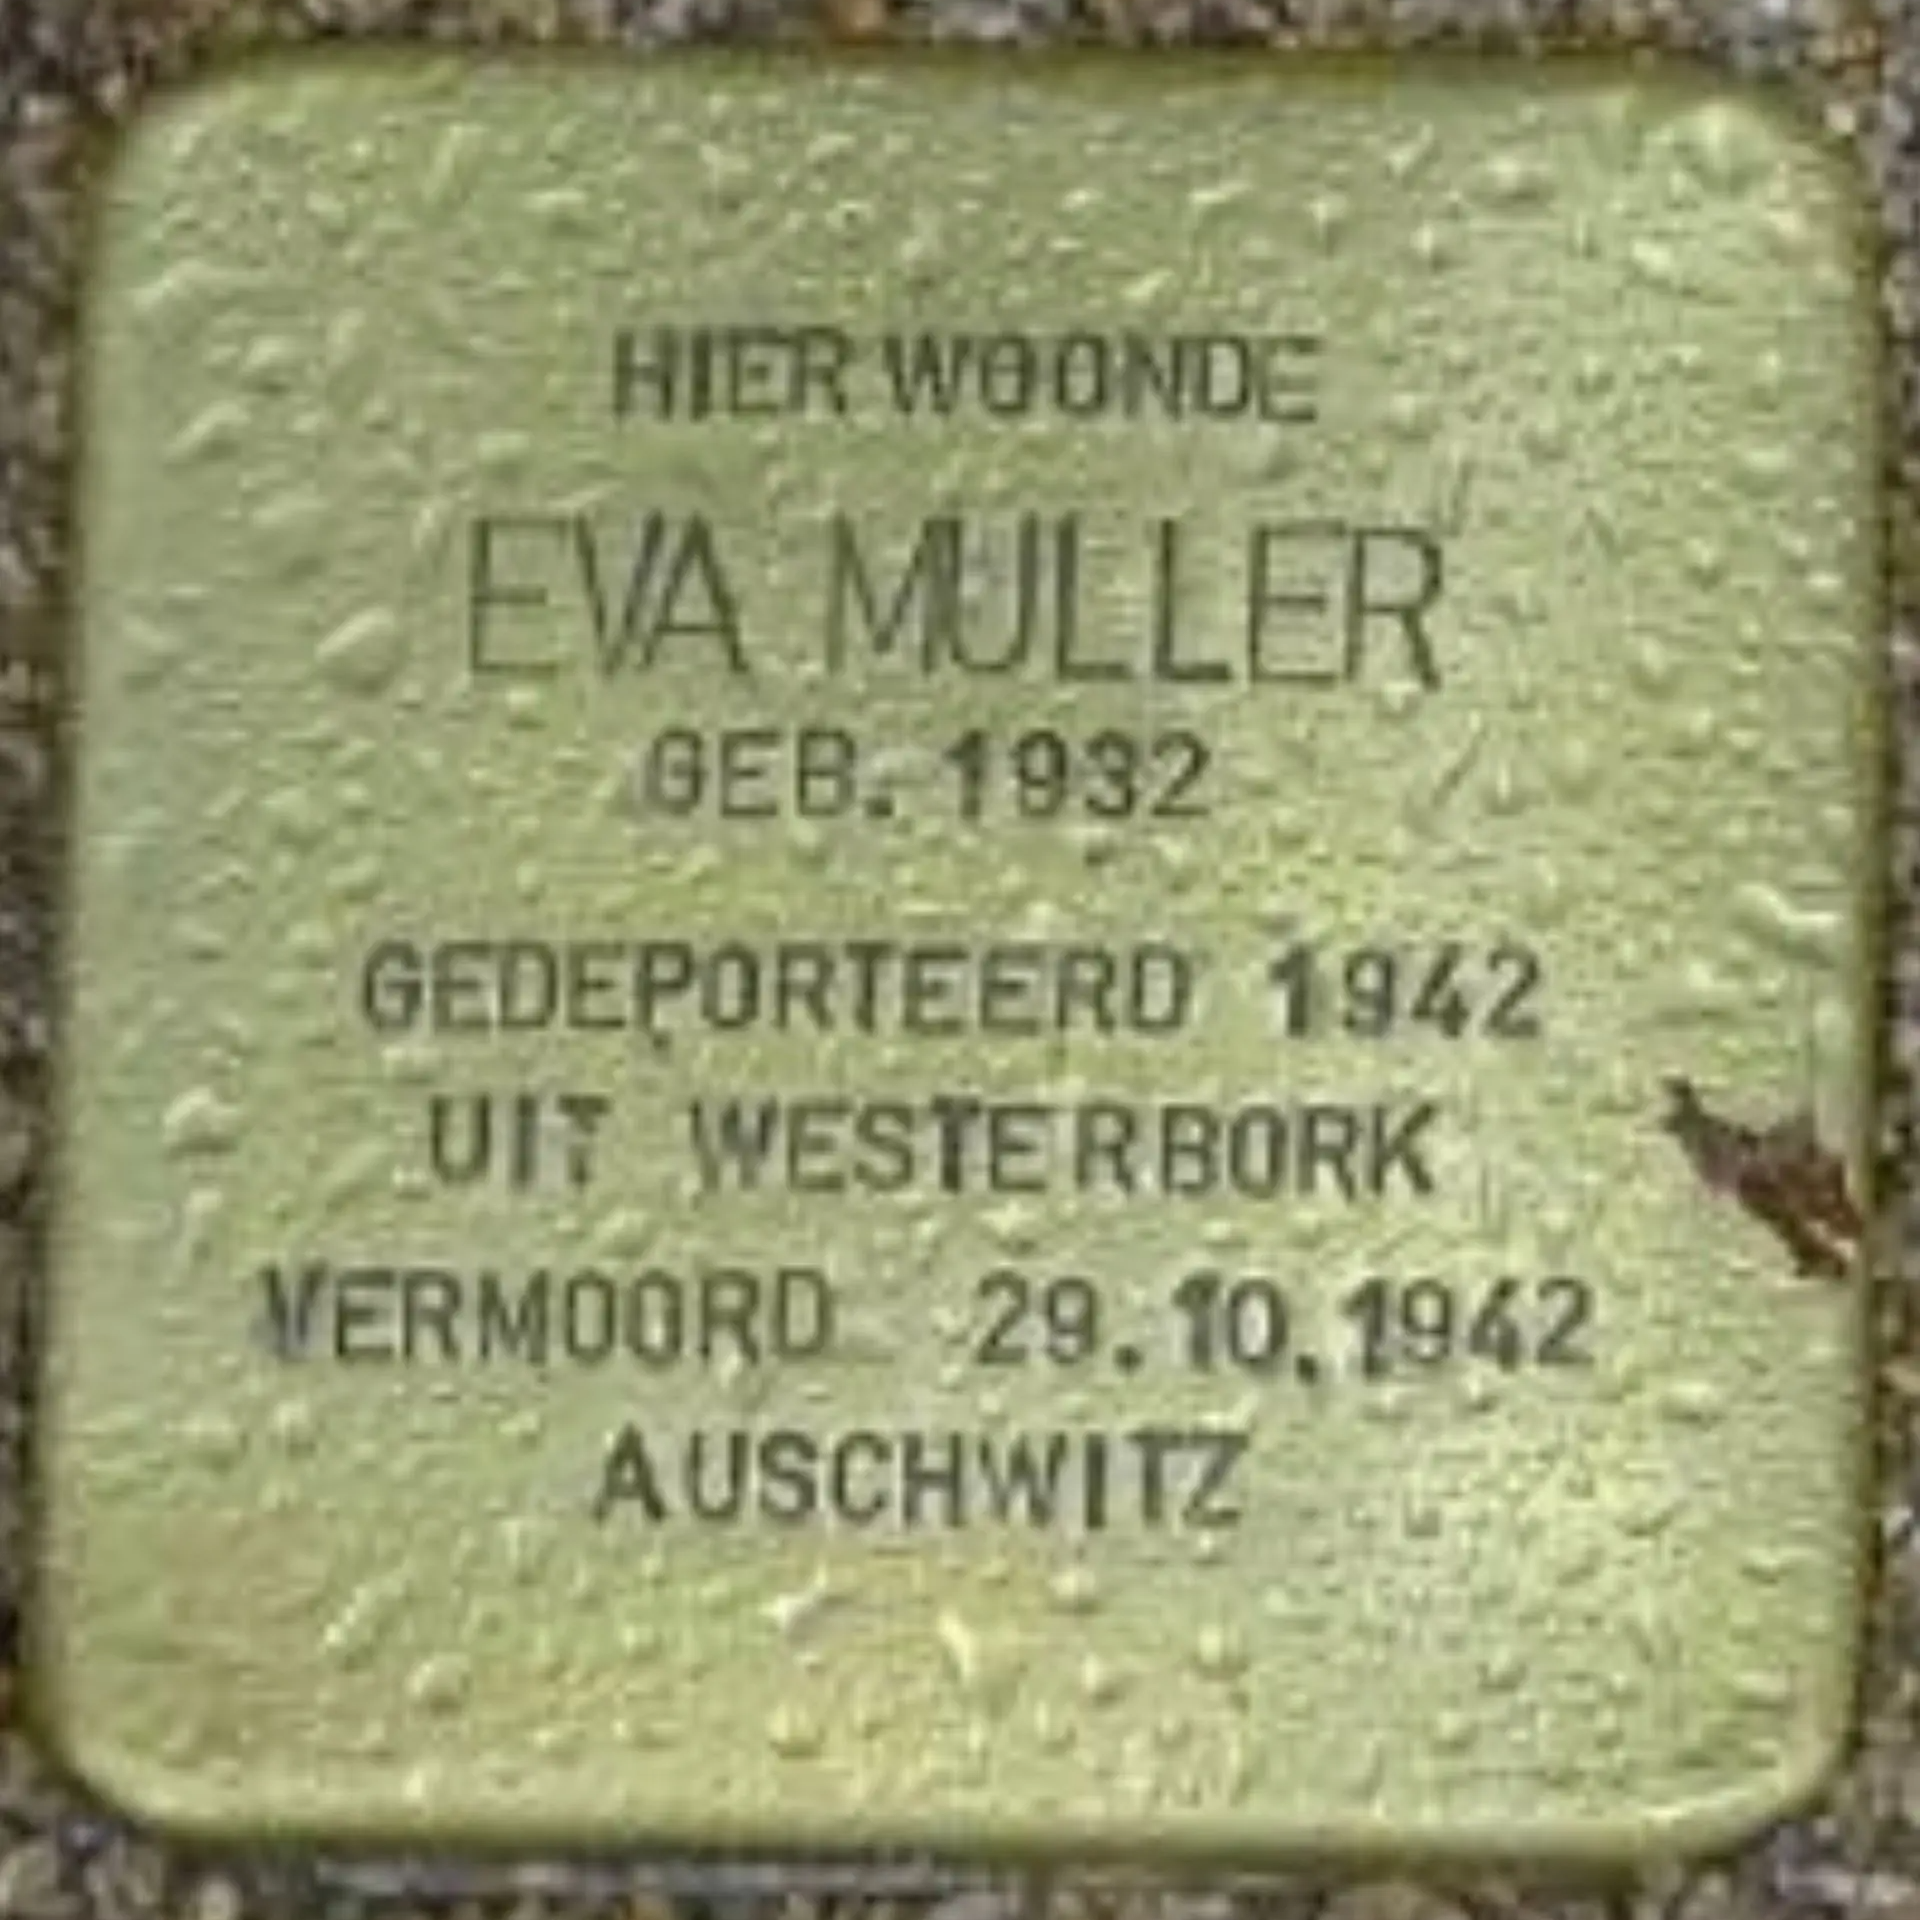 HIER WOONDE
EVA MULLER
GEB. 1932
GEDEPORTEERD 1942
UIT WESTERBORK
VERMOORD 29.10.1942
AUSCHWITZ